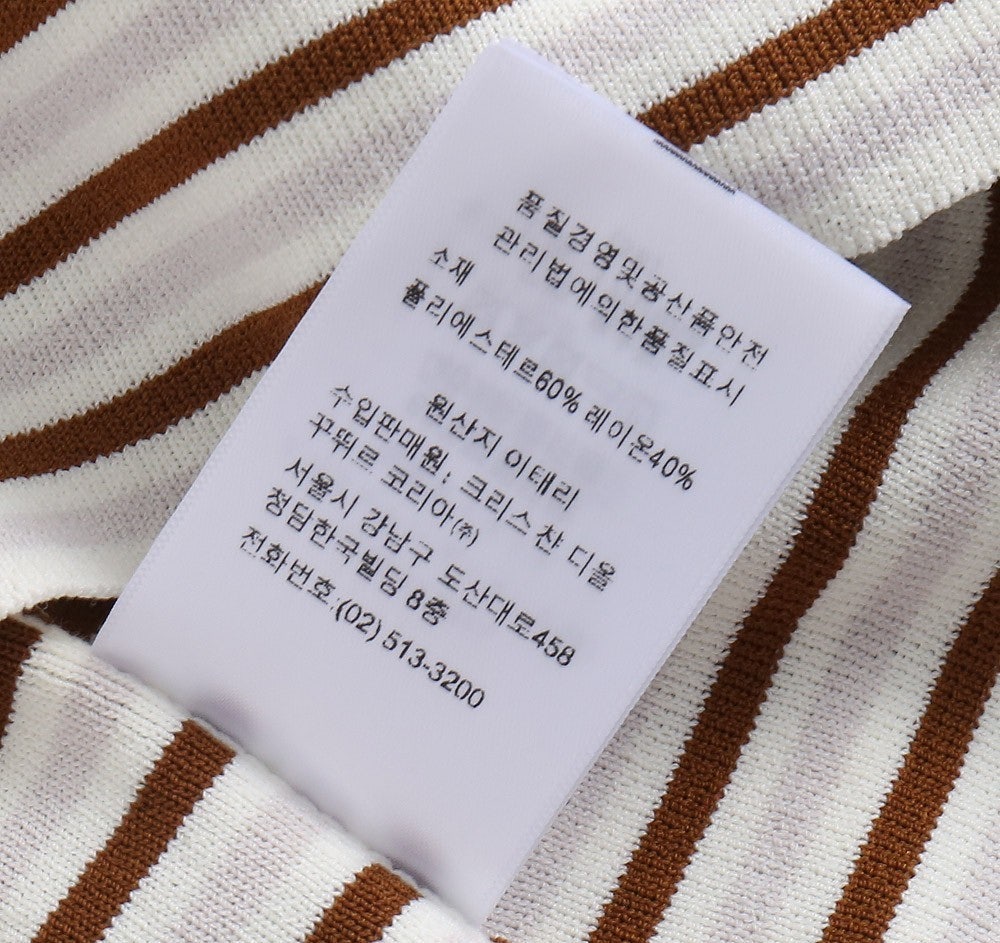 품질경영및공산품안전
관리법에의한품질표시
소재
폴리에스테르60% 레이온40%
원산지 이태리
수입판매원: 크리스챤 디올
꾸뛰르 코리아(주)
서울시 강남구 도산대로458
청담한국빌딩 8층
전화번호:(02) 513-3200